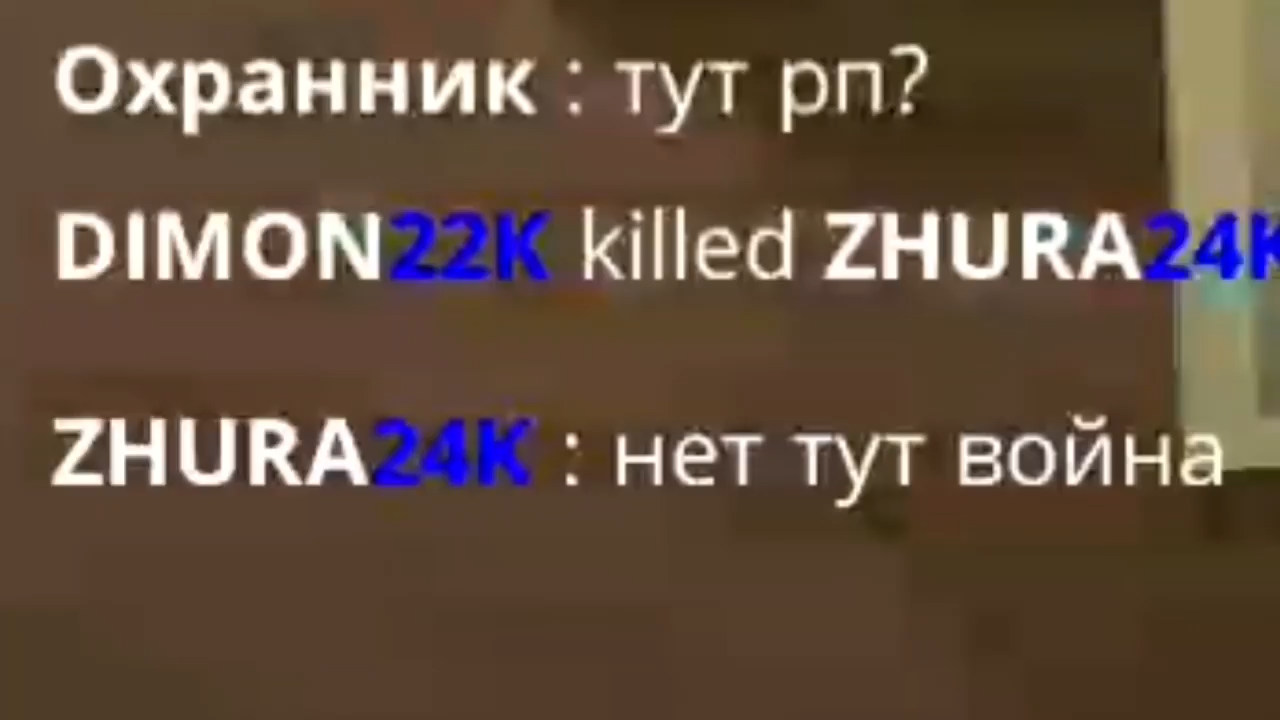 Охранник : тут рп?
DIMON22K killed ZHURA24K
ZHURA24K : нет тут война